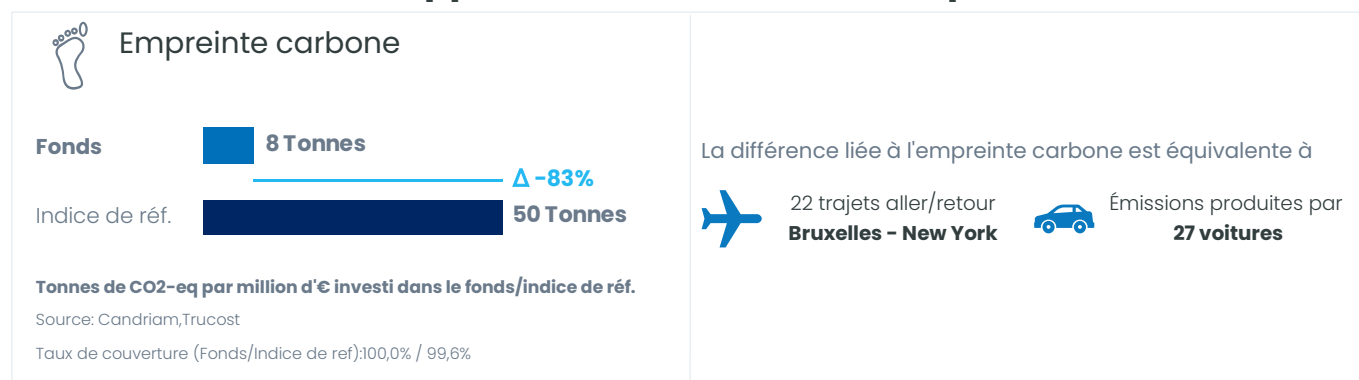 Empreinte carbone
Fonds
8 Tonnes
Δ -83%
Indice de réf.
50 Tonnes
Tonnes de CO2-eq par million d'€ investi dans le fonds/indice de réf.
Source: Candriam,Trucost
Taux de couverture (Fonds/Indice de ref):100,0% / 99,6%
La différence liée à l'empreinte carbone est équivalente à
22 trajets aller/retour
Bruxelles - New York
Émissions produites par
27 voitures